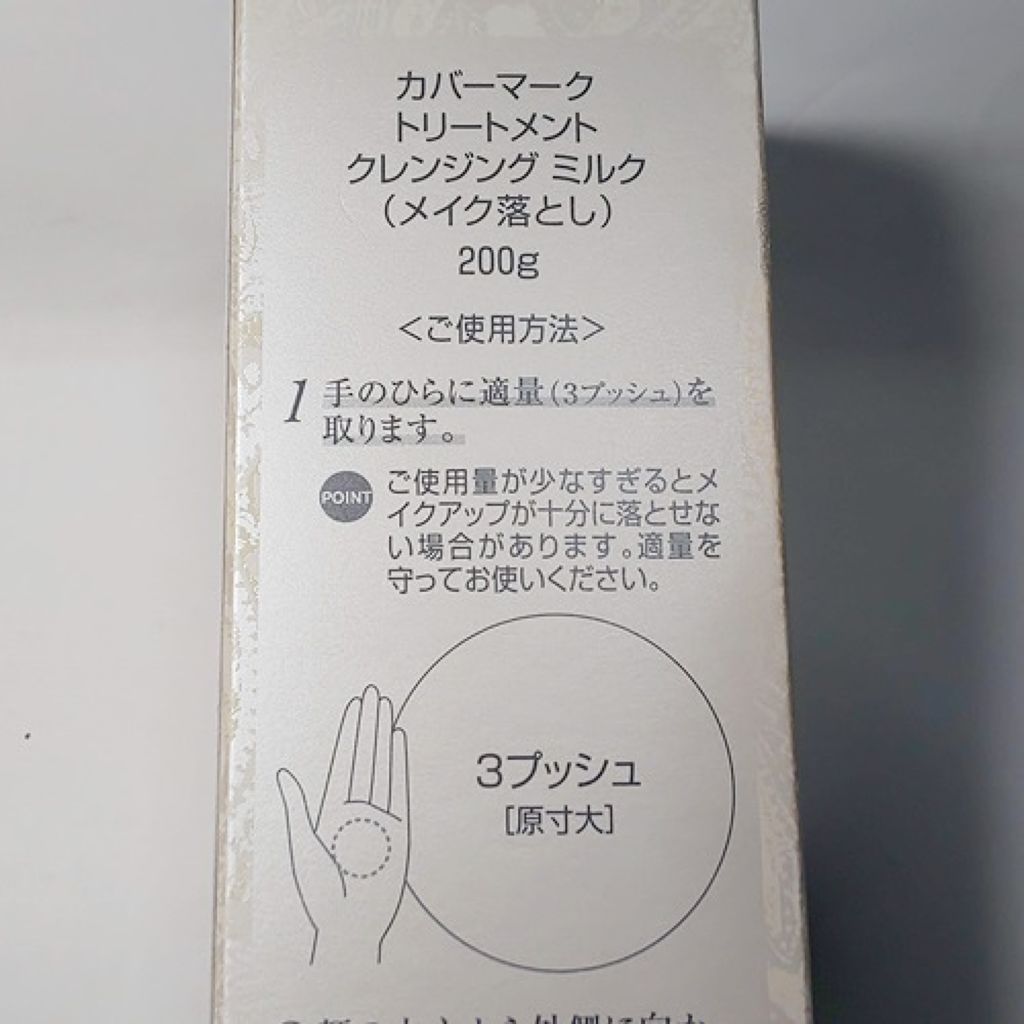 カバーマーク
トリートメント
クレンジング ミルク
(メイク落とし)
200g
＜ご使用方法＞
1 手のひらに適量(3プッシュ)を
取ります。
POINT ご使用量が少なすぎるとメ
イクアップが十分に落とせな
い場合があります。適量を
守ってお使いください。
3プッシュ
[原寸大]